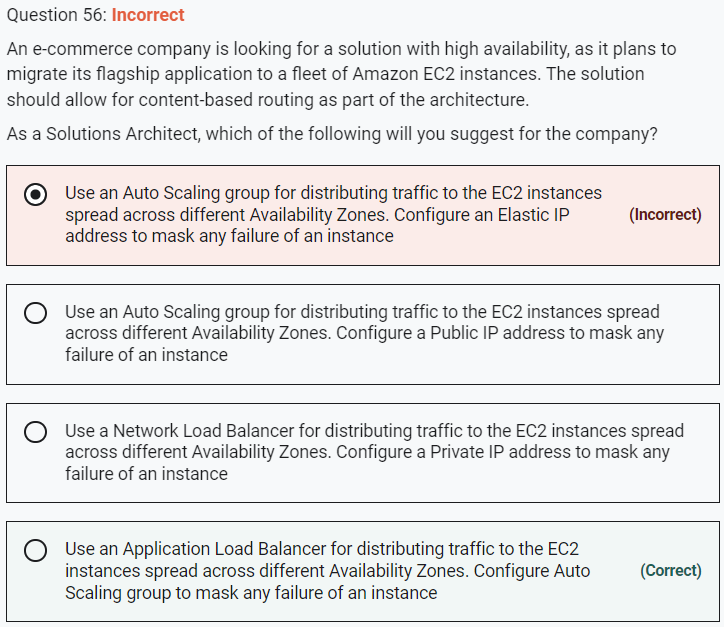 Question 56: Incorrect
An e-commerce company is looking for a solution with high availability, as it plans to
migrate its flagship application to a fleet of Amazon EC2 instances. The solution
should allow for content-based routing as part of the architecture.
As a Solutions Architect, which of the following will you suggest for the company?
Use an Auto Scaling group for distributing traffic to the EC2 instances
spread across different Availability Zones. Configure an Elastic IP
address to mask any failure of an instance
(Incorrect)
Use an Auto Scaling group for distributing traffic to the EC2 instances spread
across different Availability Zones. Configure a Public IP address to mask any
failure of an instance
Use a Network Load Balancer for distributing traffic to the EC2 instances spread
across different Availability Zones. Configure a Private IP address to mask any
failure of an instance
Use an Application Load Balancer for distributing traffic to the EC2
instances spread across different Availability Zones. Configure Auto
Scaling group to mask any failure of an instance
(Correct)